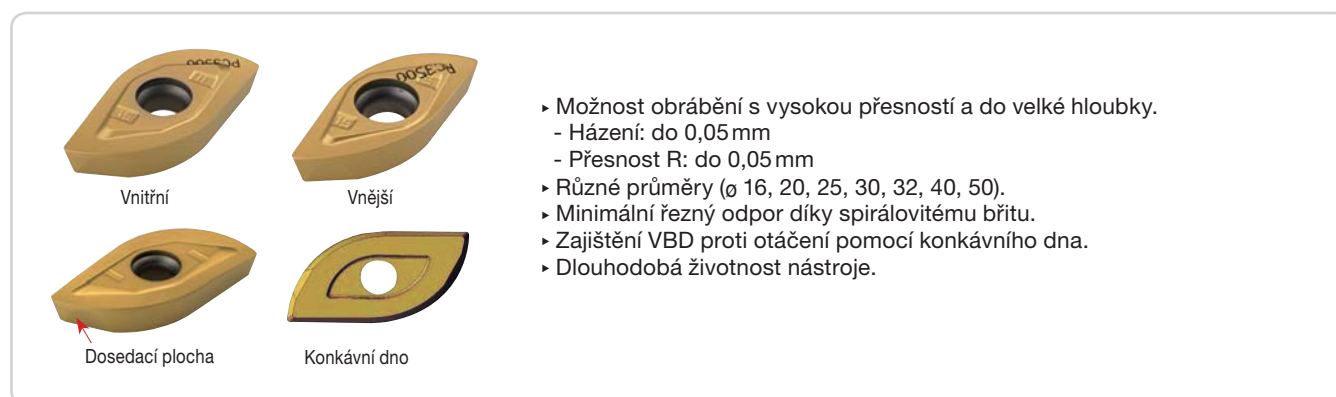 PC3500
PC3500
Vnitřní
Vnější
Dosedací plocha
Konkávní dno
▸ Možnost obrábění s vysokou přesností a do velké hloubky.
- Házení: do 0,05 mm
- Přesnost R: do 0,05 mm
▸ Různé průměry (ø 16, 20, 25, 30, 32, 40, 50).
▸ Minimální řezný odpor díky spirálovitému břitu.
▸ Zajištění VBD proti otáčení pomocí konkávního dna.
▸ Dlouhodobá životnost nástroje.